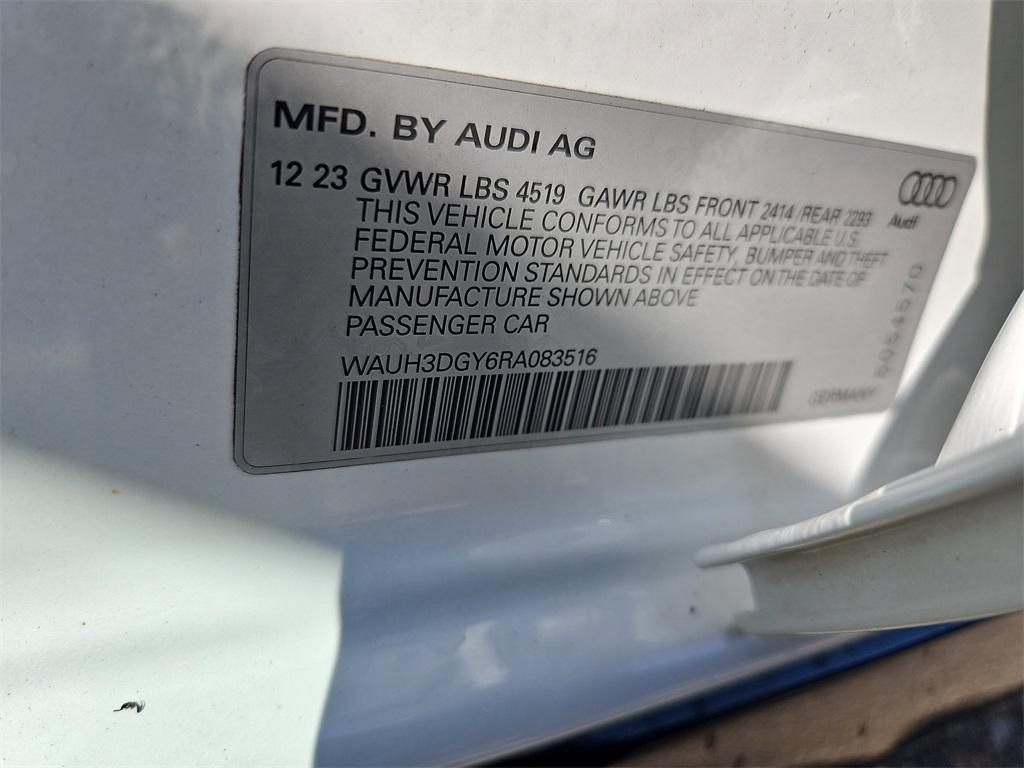 MFD. BY AUDI AG
12 23 GVWR LBS 4519 GAWR LBS FRONT 2414 / REAR 2293
Audi
THIS VEHICLE CONFORMS TO ALL APPLICABLE U.S.
FEDERAL MOTOR VEHICLE SAFETY, BUMPER AND THEFT
PREVENTION STANDARDS IN EFFECT ON THE DATE OF
MANUFACTURE SHOWN ABOVE
PASSENGER CAR
WAUH3DGY6RA083516
GERMANY
5054570